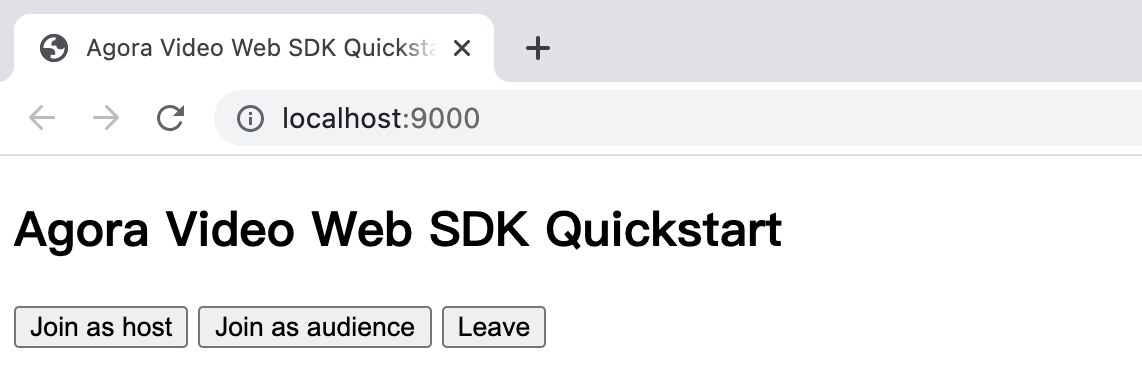 Agora Video Web SDK Quicksta
localhost:9000
Agora Video Web SDK Quickstart
Join as host Join as audience Leave